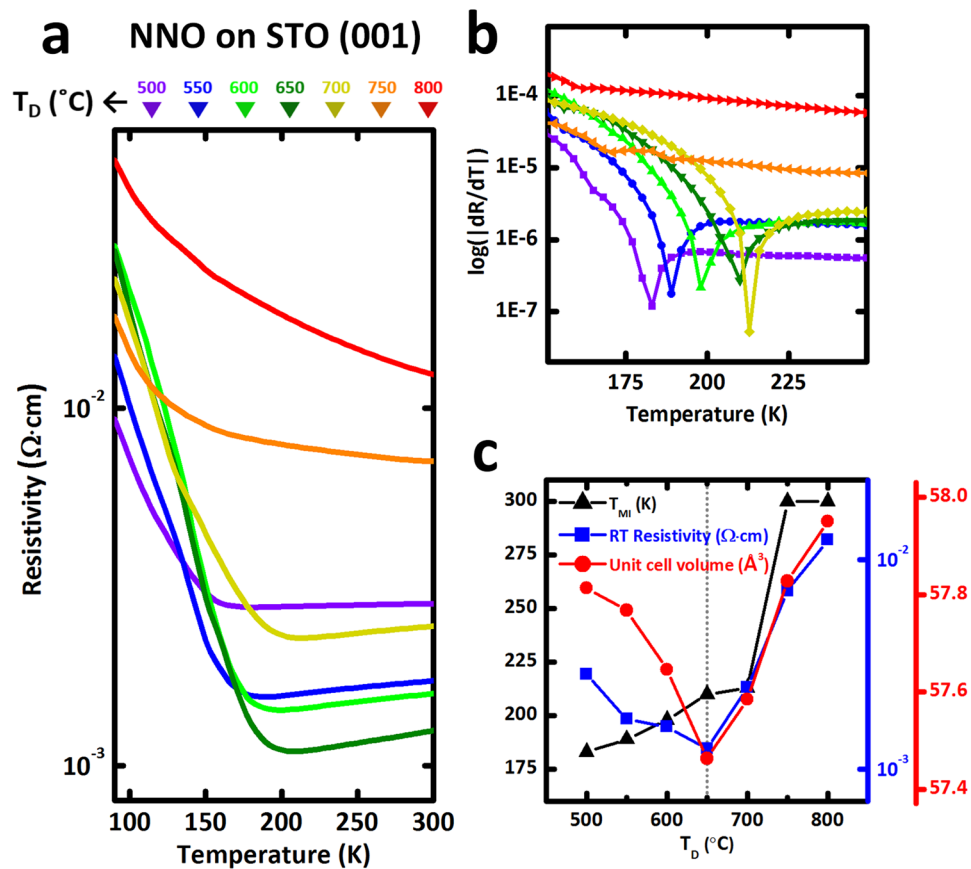 a NNO on STO (001)
T_D (°C) ← 500 550 600 650 700 750 800
Resistivity (Ω·cm)
10^-2
10^-3
100 150 200 250 300
Temperature (K)
b
log(|dR/dT|)
1E-4
1E-5
1E-6
1E-7
175 200 225
Temperature (K)
c
T_MI (K)
RT Resistivity (Ω·cm)
Unit cell volume (Å^3)
300
275
250
225
200
175
10^-2
10^-3
58.0
57.8
57.6
57.4
500 550 600 650 700 750 800
T_D (°C)